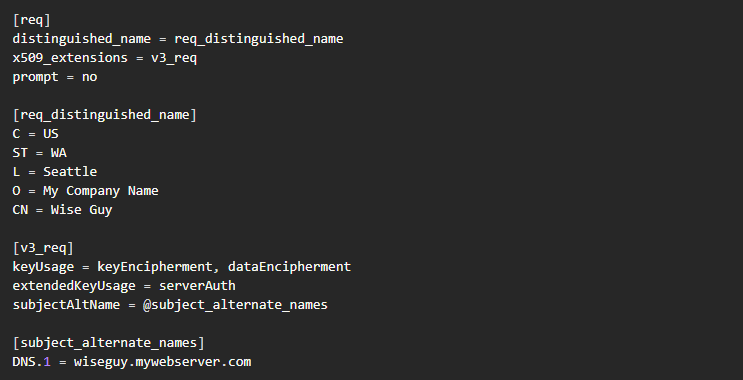 [req]
distinguished_name = req_distinguished_name
x509_extensions = v3_req
prompt = no
[req_distinguished_name]
C = US
ST = WA
L = Seattle
O = My Company Name
CN = Wise Guy
[v3_req]
keyUsage = keyEncipherment, dataEncipherment
extendedKeyUsage = serverAuth
subjectAltName = @subject_alternate_names
[subject_alternate_names]
DNS.1 = wiseguy.mywebserver.com